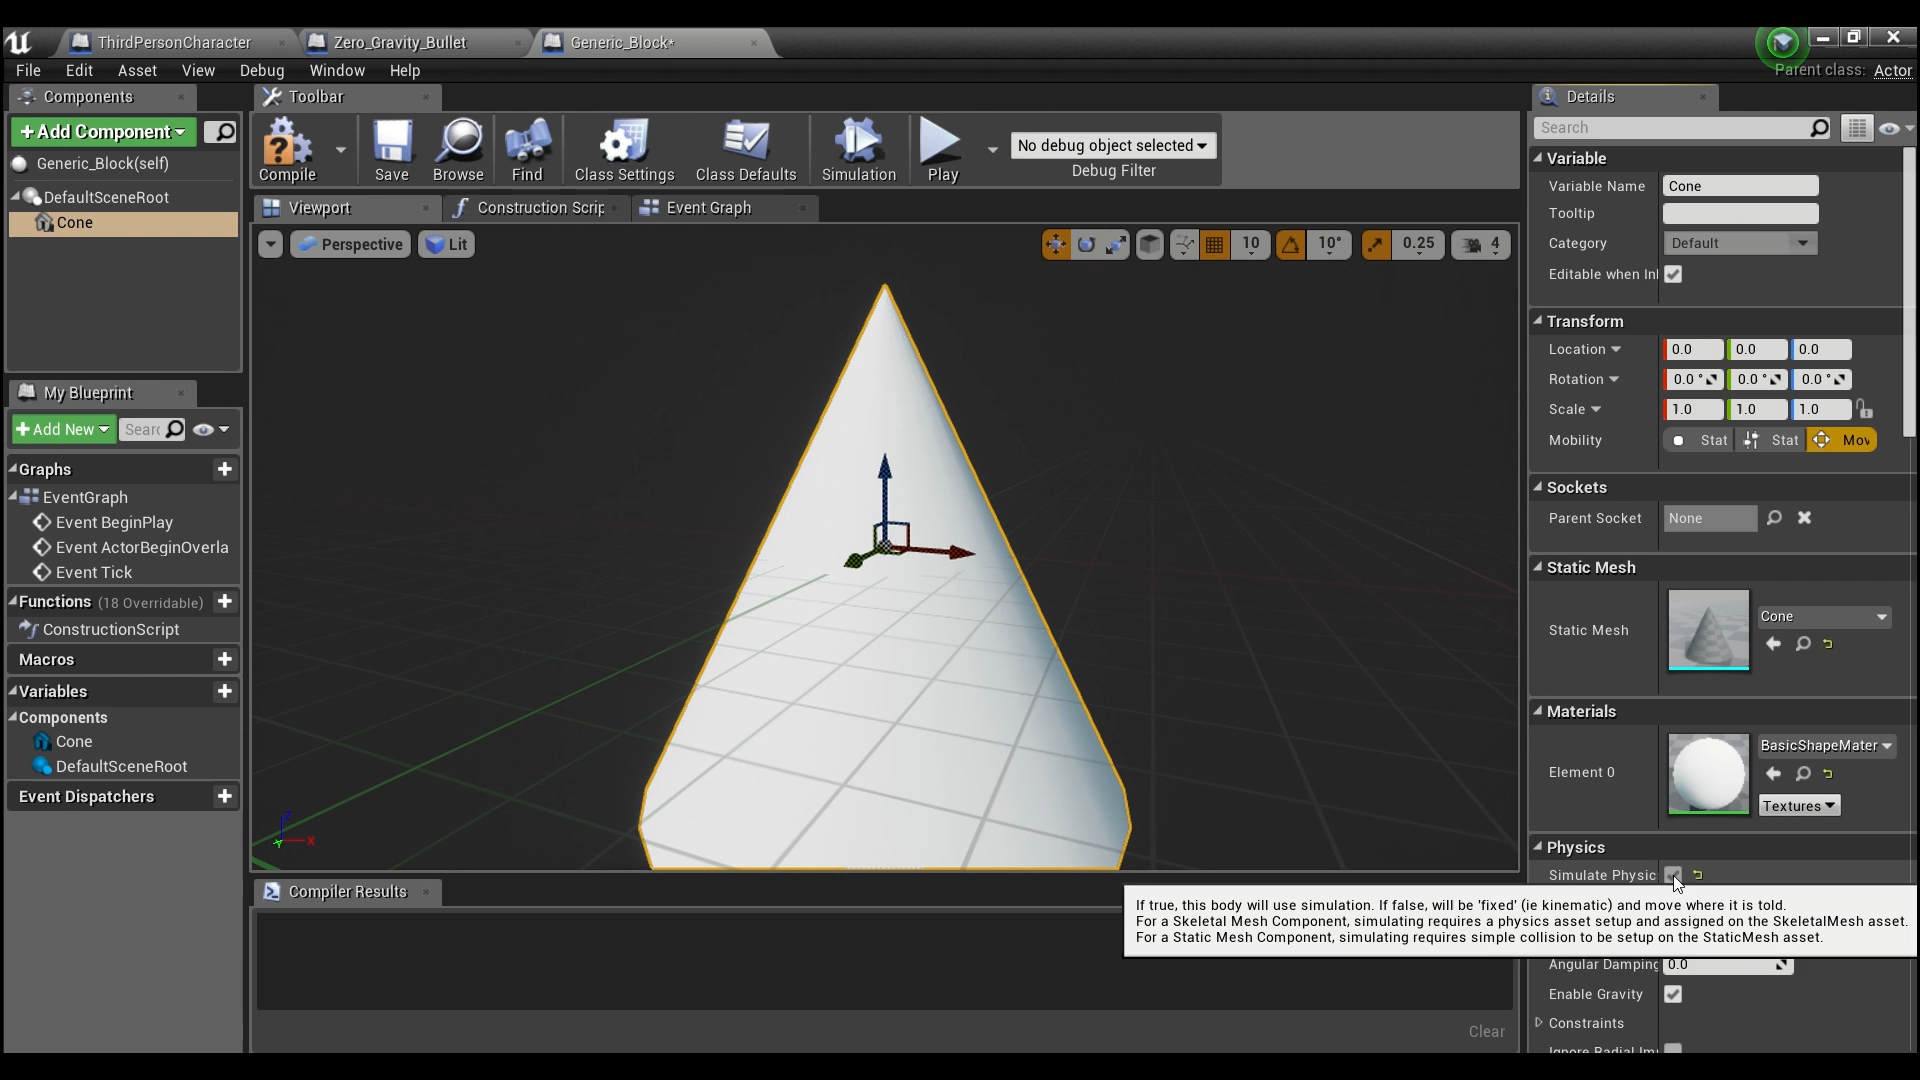 ThirdPersonCharacter
Zero_Gravity_Bullet
Generic_Block*
File Edit Asset View Debug Window Help
Parent class: Actor
Components
+Add Component
Generic_Block(self)
DefaultSceneRoot
Cone
My Blueprint
+Add New
Searc
Graphs
EventGraph
Event BeginPlay
Event ActorBeginOverla
Event Tick
Functions (18 Overridable)
ConstructionScript
Macros
Variables
Components
Cone
DefaultSceneRoot
Event Dispatchers
Toolbar
Compile
Save
Browse
Find
Class Settings
Class Defaults
Simulation
Play
No debug object selected
Debug Filter
Viewport
Construction Scrip
Event Graph
Perspective
Lit
10
10°
0.25
4
Z
X
Y
Compiler Results
Clear
Details
Search
Variable
Variable Name Cone
Tooltip
Category Default
Editable when Inl
Transform
Location 0.0 0.0 0.0
Rotation 0.0 ° 0.0 ° 0.0 °
Scale 1.0 1.0 1.0
Mobility Stat Stat Mov
Sockets
Parent Socket None
Static Mesh
Static Mesh Cone
Materials
Element 0 BasicShapeMater
Textures
Physics
Simulate Physic
If true, this body will use simulation. If false, will be 'fixed' (ie kinematic) and move where it is told.
For a Skeletal Mesh Component, simulating requires a physics asset setup and assigned on the SkeletalMesh asset.
For a Static Mesh Component, simulating requires simple collision to be setup on the StaticMesh asset.
Angular Damping 0.0
Enable Gravity
Constraints
Ignore Radial Im